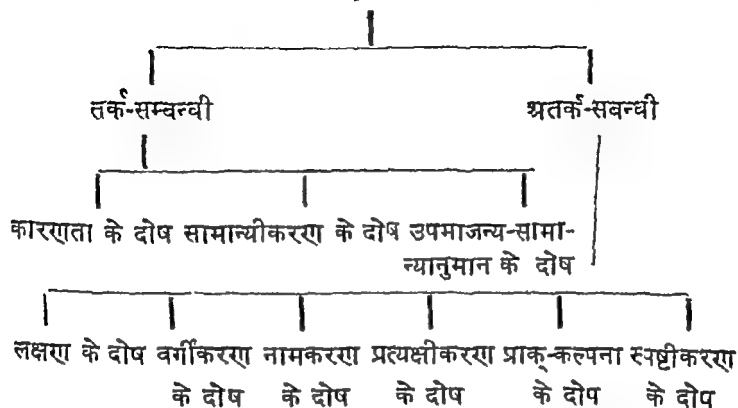 तर्क-सम्बन्धी श्रतर्क-सबन्धी
कारणता के दोष सामान्यीकरण के दोष उपमाजन्य-सामा-
न्यानुमान के दोष
लक्षण के दोष वर्गीकरण नामकरण प्रत्यक्षीकरण प्राक्-कल्पना स्पष्टीकरण
के दोष के दोष के दोष के दोप के दोप